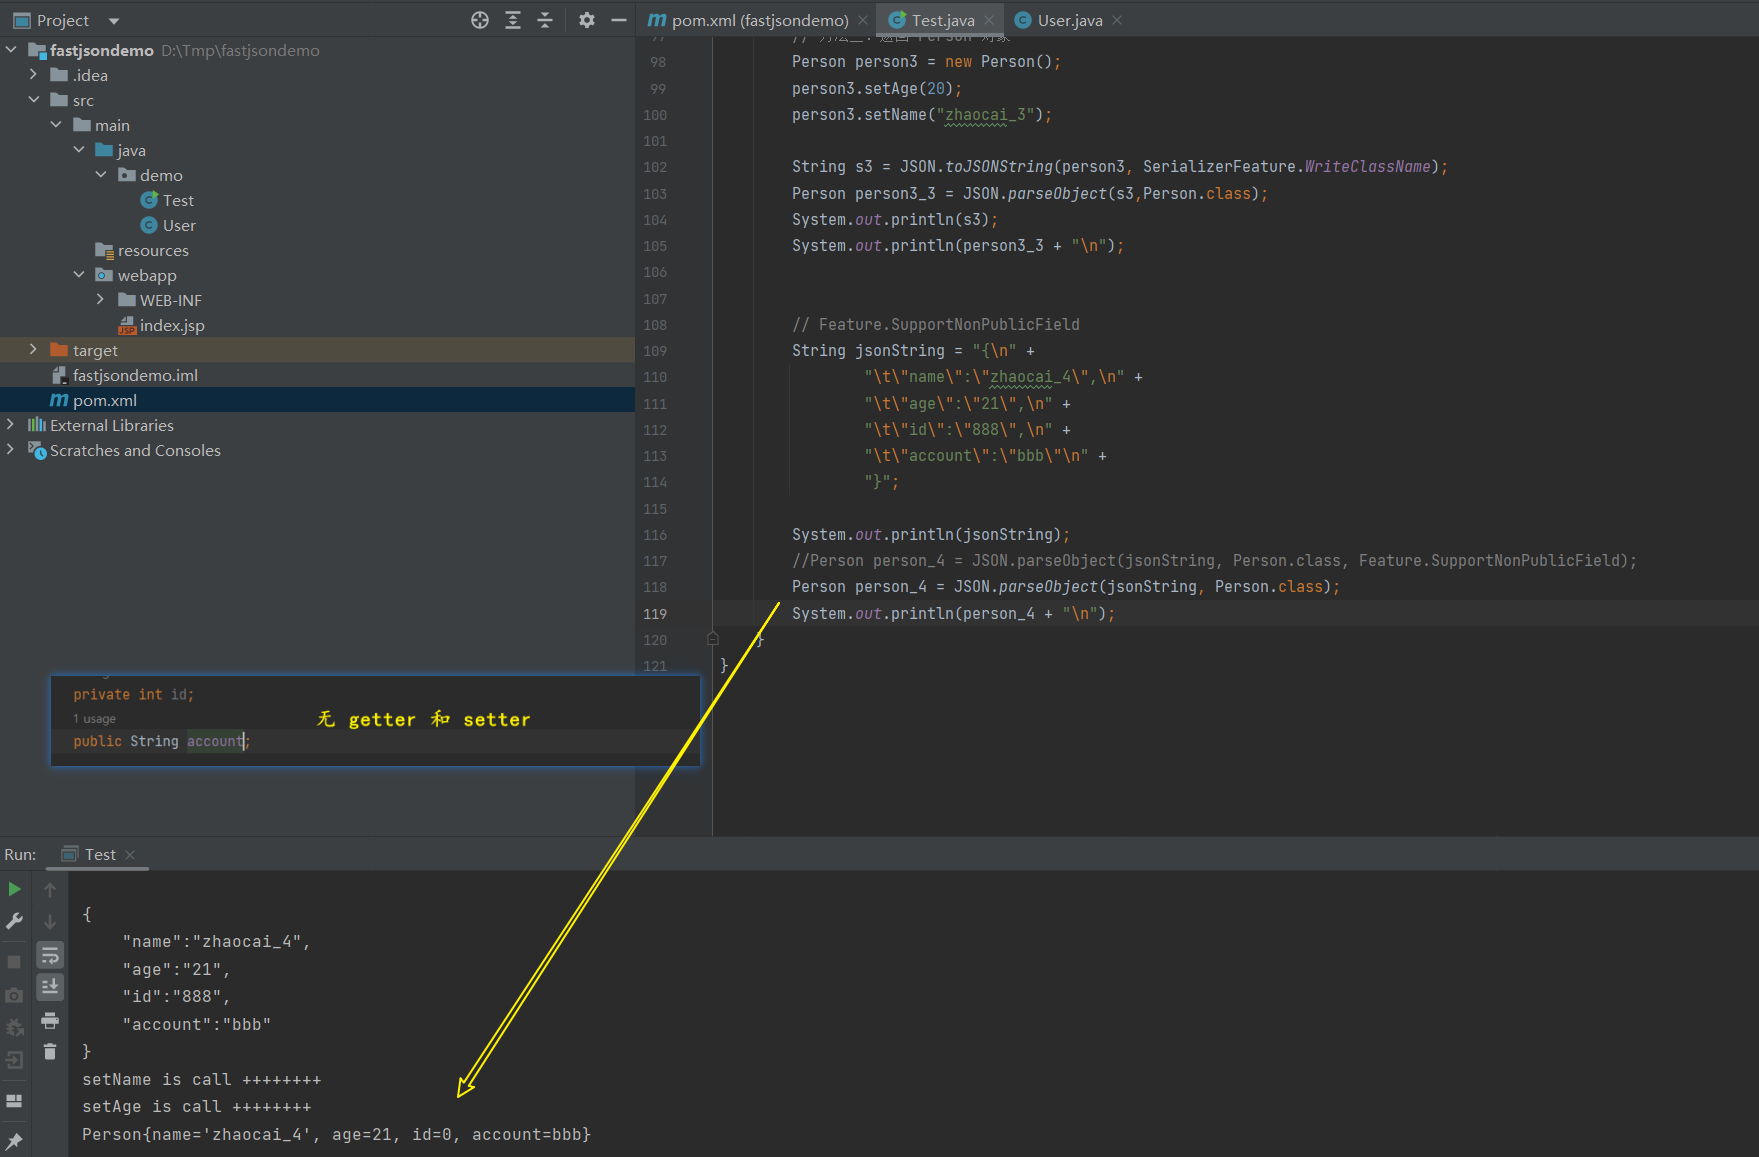 Project
pom.xml (fastjsondemo)
Test.java
User.java
fastjsondemo D:\Tmp\fastjsondemo
.idea
src
main
java
demo
Test
User
resources
webapp
WEB-INF
index.jsp
target
fastjsondemo.iml
pom.xml
External Libraries
Scratches and Consoles
98 Person person3 = new Person();
99 person3.setAge(20);
100 person3.setName("zhaocai_3");
101
102 String s3 = JSON.toJSONString(person3, SerializerFeature.WriteClassName);
103 Person person3_3 = JSON.parseObject(s3,Person.class);
104 System.out.println(s3);
105 System.out.println(person3_3 + "\n");
106
107
108 // Feature.SupportNonPublicField
109 String jsonString = "{\n" +
110 "\t\"name\":\"zhaocai_4\",\n" +
111 "\t\"age\":\"21\",\n" +
112 "\t\"id\":\"888\",\n" +
113 "\t\"account\":\"bbb\"\n" +
114 "}";
115
116 System.out.println(jsonString);
117 //Person person_4 = JSON.parseObject(jsonString, Person.class, Feature.SupportNonPublicField);
118 Person person_4 = JSON.parseObject(jsonString, Person.class);
119 System.out.println(person_4 + "\n");
120 }
121 }
private int id;
1 usage
无 getter 和 setter
public String account;
Run: Test
{
"name":"zhaocai_4",
"age":"21",
"id":"888",
"account":"bbb"
}
setName is call ++++++++
setAge is call ++++++++
Person{name='zhaocai_4', age=21, id=0, account=bbb}